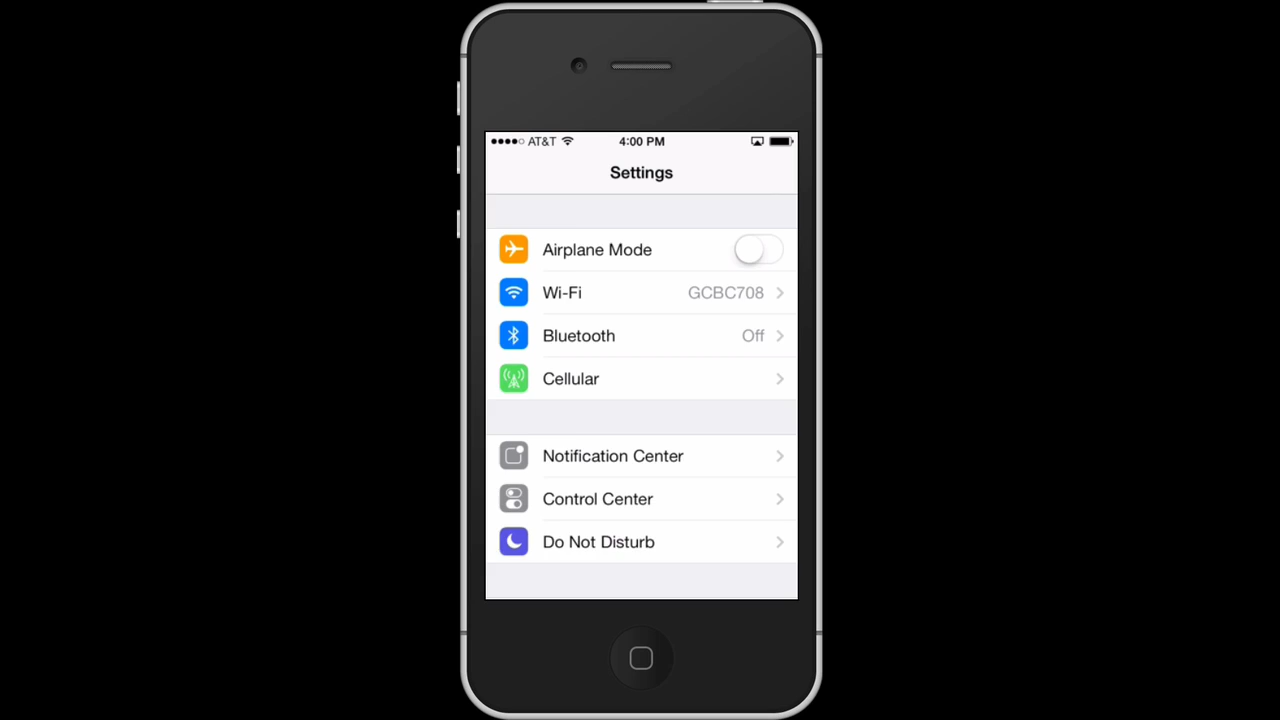 AT&T 4:00 PM
Settings
Airplane Mode
Wi-Fi GCBC708
Bluetooth Off
Cellular
Notification Center
Control Center
Do Not Disturb